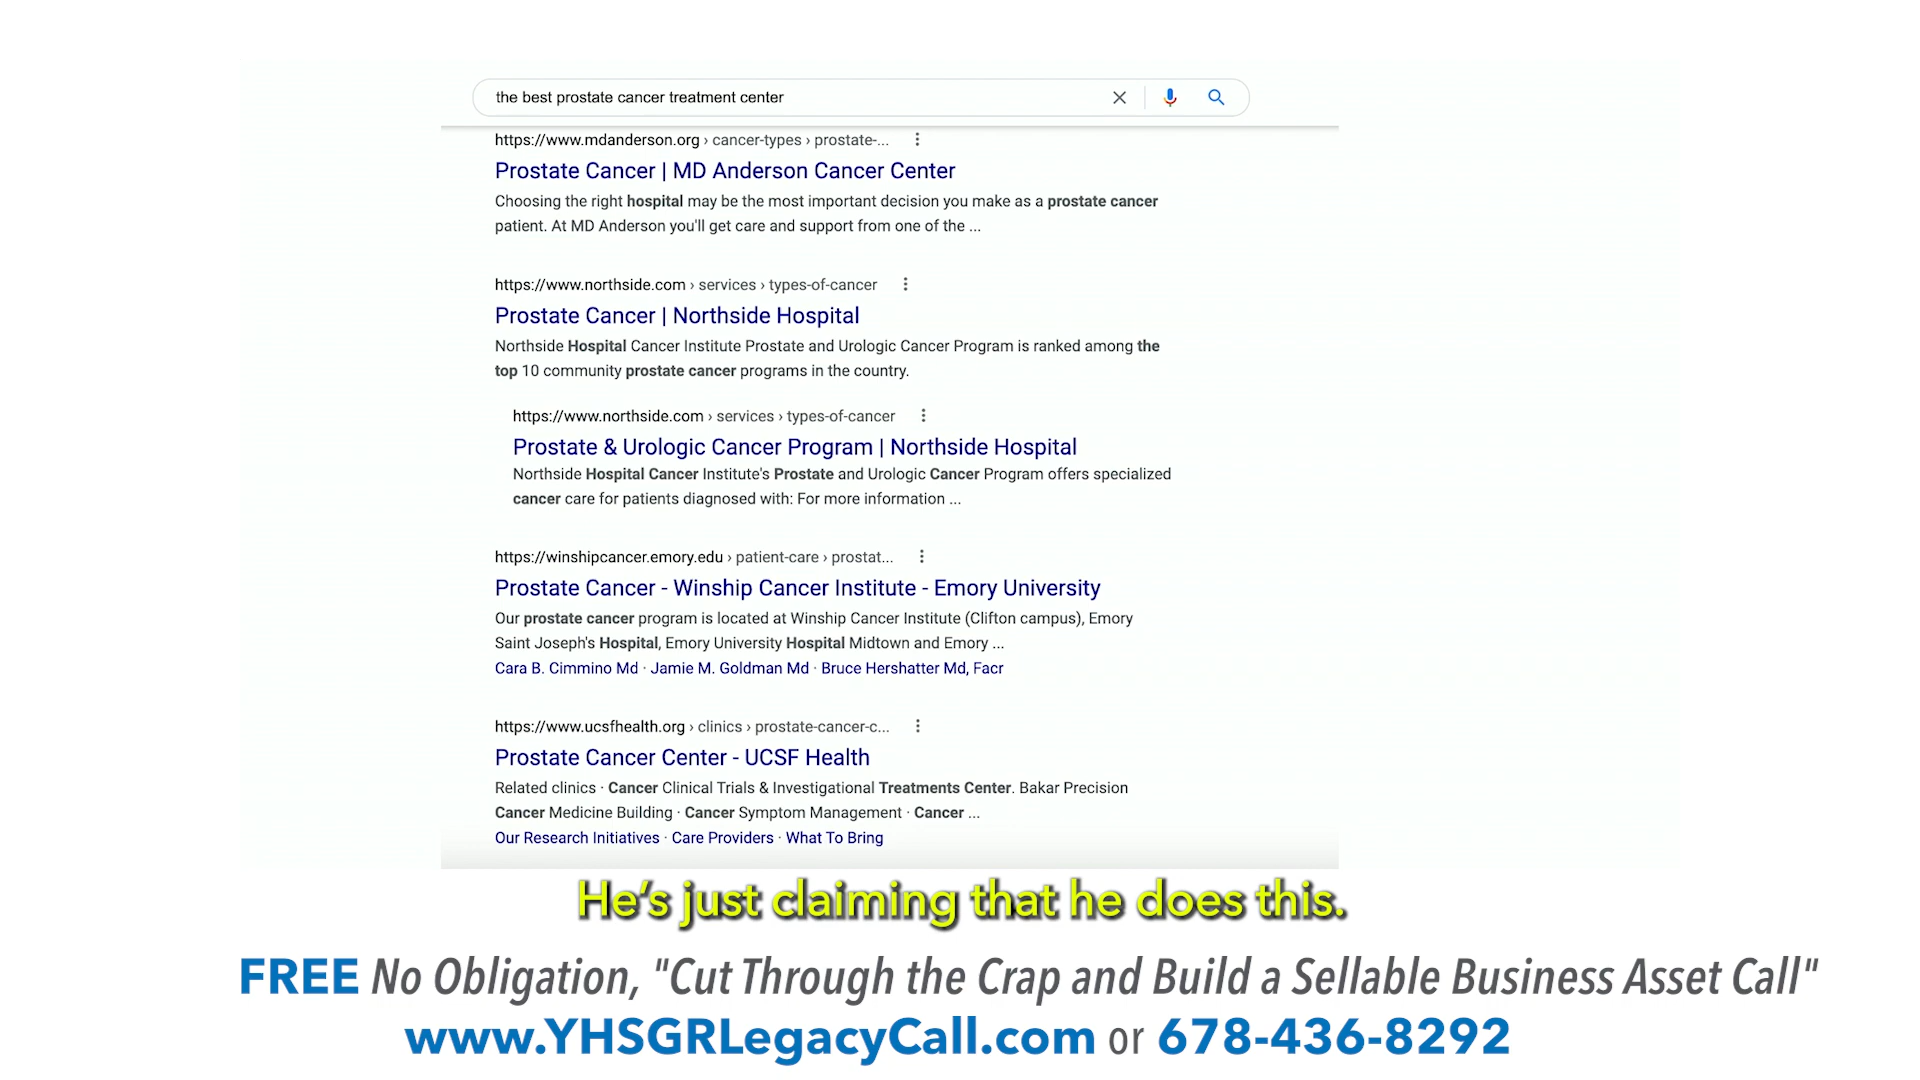 the best prostate cancer treatment center
https://www.mdanderson.org › cancer-types › prostate-...
Prostate Cancer | MD Anderson Cancer Center
Choosing the right hospital may be the most important decision you make as a prostate cancer
patient. At MD Anderson you'll get care and support from one of the ...
https://www.northside.com › services › types-of-cancer
Prostate Cancer | Northside Hospital
Northside Hospital Cancer Institute Prostate and Urologic Cancer Program is ranked among the
top 10 community prostate cancer programs in the country.
https://www.northside.com › services › types-of-cancer
Prostate & Urologic Cancer Program | Northside Hospital
Northside Hospital Cancer Institute's Prostate and Urologic Cancer Program offers specialized
cancer care for patients diagnosed with: For more information ...
https://winshipcancer.emory.edu › patient-care › prostat...
Prostate Cancer - Winship Cancer Institute - Emory University
Our prostate cancer program is located at Winship Cancer Institute (Clifton campus), Emory
Saint Joseph's Hospital, Emory University Hospital Midtown and Emory ...
Cara B. Cimmino Md · Jamie M. Goldman Md · Bruce Hershatter Md, Facr
https://www.ucsfhealth.org › clinics › prostate-cancer-c...
Prostate Cancer Center - UCSF Health
Related clinics · Cancer Clinical Trials & Investigational Treatments Center. Bakar Precision
Cancer Medicine Building · Cancer Symptom Management · Cancer ...
Our Research Initiatives · Care Providers · What To Bring
He's just claiming that he does this.
FREE No Obligation, "Cut Through the Crap and Build a Sellable Business Asset Call"
www.YHSGRLegacyCall.com or 678-436-8292